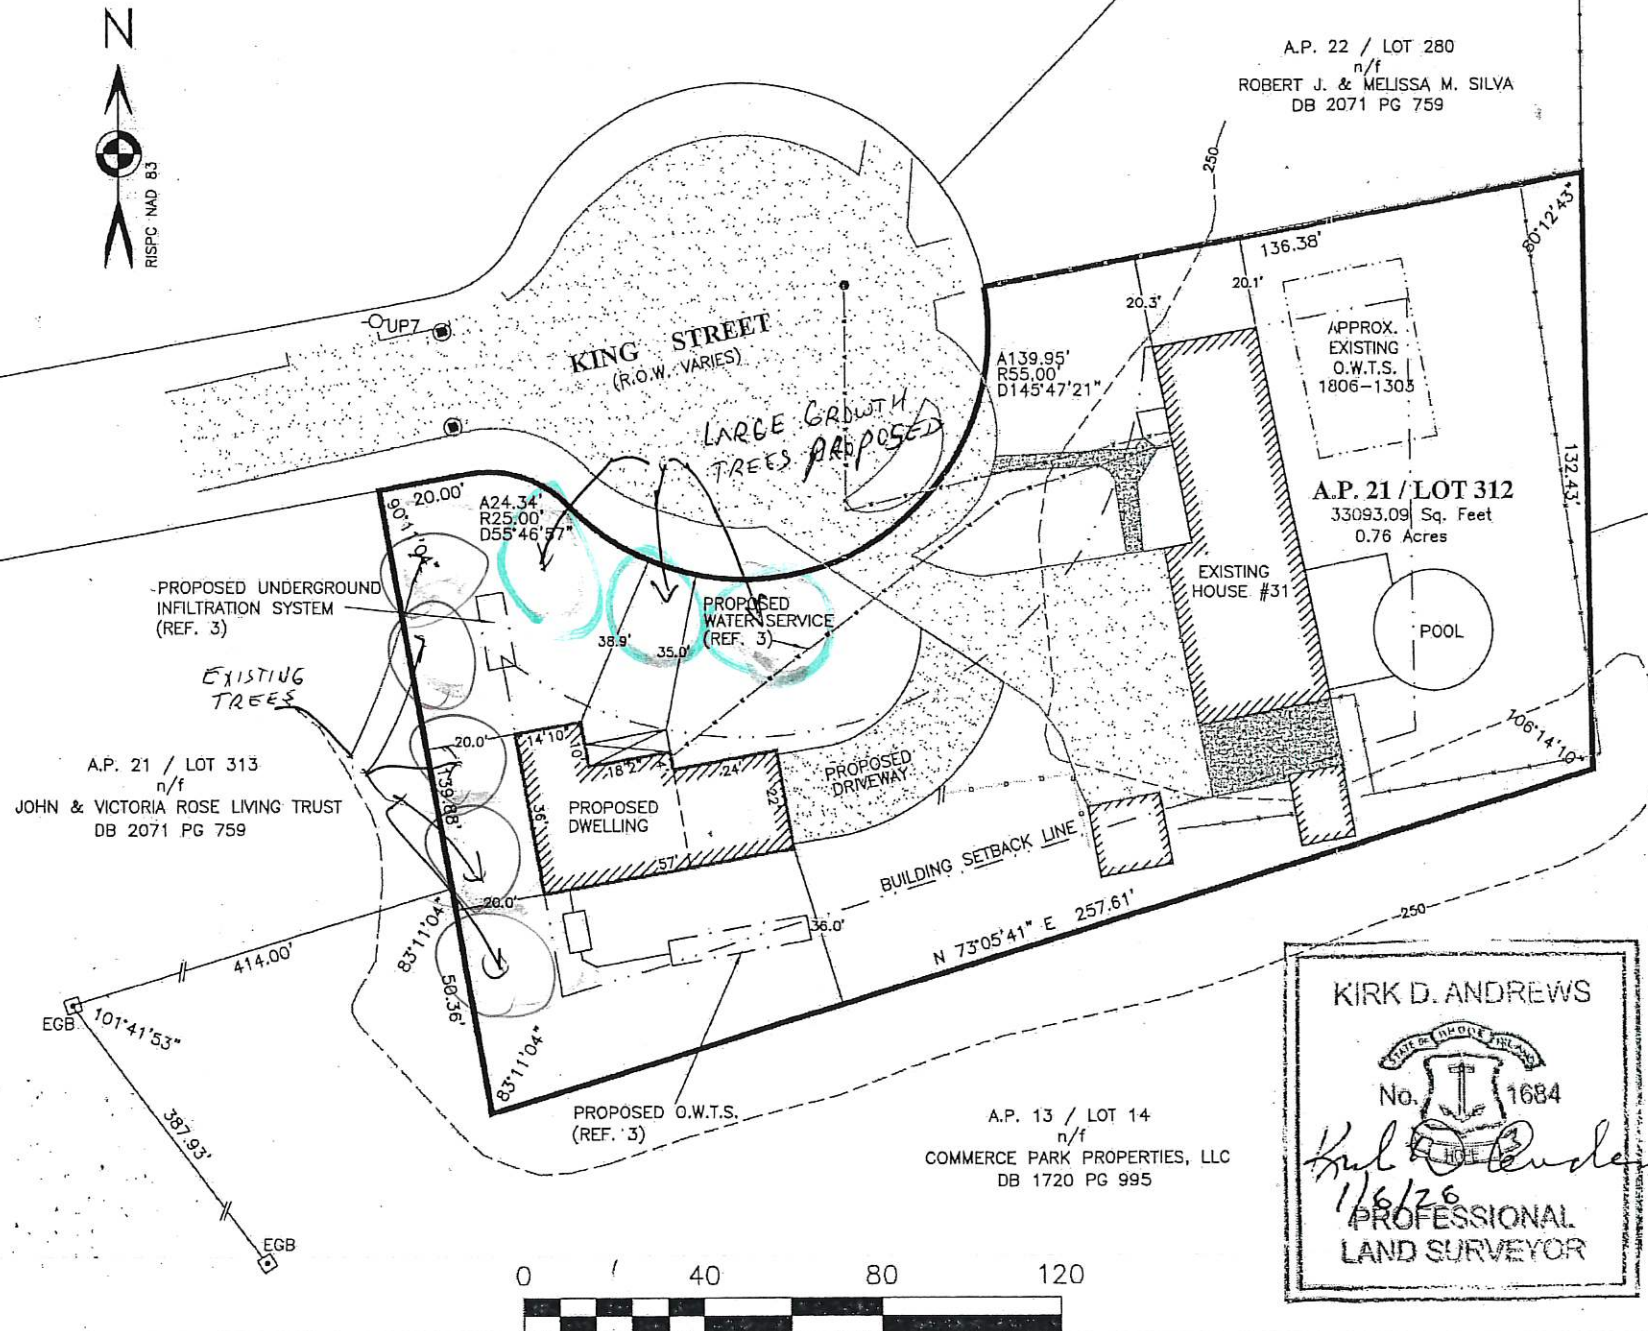 N
RISPC NAD 83
A.P. 22 / LOT 280
n/f
ROBERT J. & MELISSA M. SILVA
DB 2071 PG 759
250
80°12'43"
136.38'
20.3'
20.1'
UP7
KING STREET
(R.O.W. VARIES)
A139.95'
R55.00'
D145°47'21"
APPROX.
EXISTING
O.W.T.S.
1806-1303
LARGE GROWTH
TREES PROPOSED
132.43'
A.P. 21 / LOT 312
33093.09 Sq. Feet
0.76 Acres
20.00'
A24.34'
R25.00'
D55°46'57"
90°11'04"
PROPOSED UNDERGROUND
INFILTRATION SYSTEM
(REF. 3)
EXISTING
HOUSE #31
POOL
PROPOSED
WATER SERVICE
(REF. 3)
38.9'
35.0'
EXISTING
TREES
A.P. 21 / LOT 313
n/f
JOHN & VICTORIA ROSE LIVING TRUST
DB 2071 PG 759
20.0'
14'10"
10'
18'2"
4'
24'
22'
36'
57'
139.88'
PROPOSED
DWELLING
PROPOSED
DRIVEWAY
106°14'10"
BUILDING SETBACK LINE
20.0'
36.0'
N 73°05'41" E 257.61'
250
414.00'
83°11'04"
50.36'
83°11'04"
EGB
101°41'53"
387.93'
EGB
PROPOSED O.W.T.S.
(REF. 3)
A.P. 13 / LOT 14
n/f
COMMERCE PARK PROPERTIES, LLC
DB 1720 PG 995
KIRK D. ANDREWS
STATE OF RHODE ISLAND
No. 1684
HOPE
1/6/26
PROFESSIONAL
LAND SURVEYOR
0 40 80 120